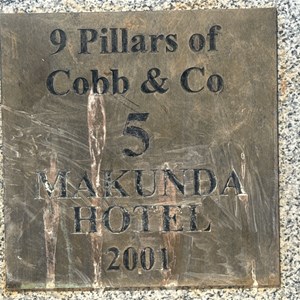 9 Pillars of
Cobb & Co
5
MAKUNDA
HOTEL
2001